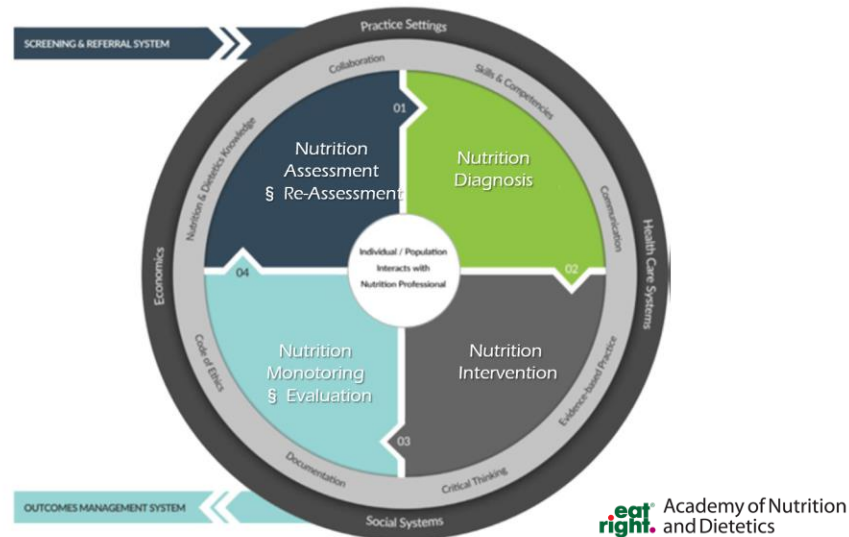 Practice Settings
SCREENING & REFERRAL SYSTEM
Collaboration
Skills & Competencies
01
Nutrition
Assessment
§ Re-Assessment
Nutrition
Diagnosis
Nutrition & Dietetics Knowledge
Communication
Economics
Health Care Systems
Individual / Population
Interacts with
Nutrition Professional
04
02
Nutrition
Monotoring
§ Evaluation
Nutrition
Intervention
Code of Ethics
Evidence-based Practice
03
Documentation
Critical Thinking
OUTCOMES MANAGEMENT SYSTEM
Social Systems
eat right. Academy of Nutrition
and Dietetics